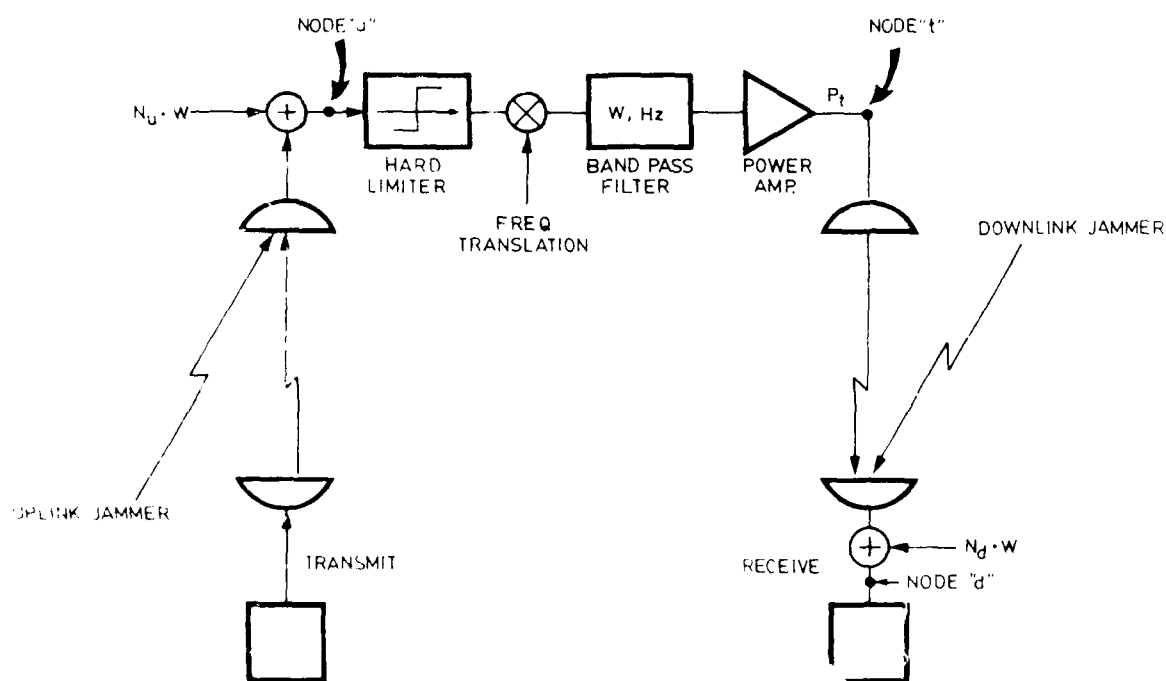 NODE "u"
NODE "t"
Nu · W
Pt
W, Hz
HARD
LIMITER
BAND PASS
FILTER
POWER
AMP.
FREQ
TRANSLATION
DOWNLINK JAMMER
UPLINK JAMMER
TRANSMIT
RECEIVE
Nd · W
NODE "d"